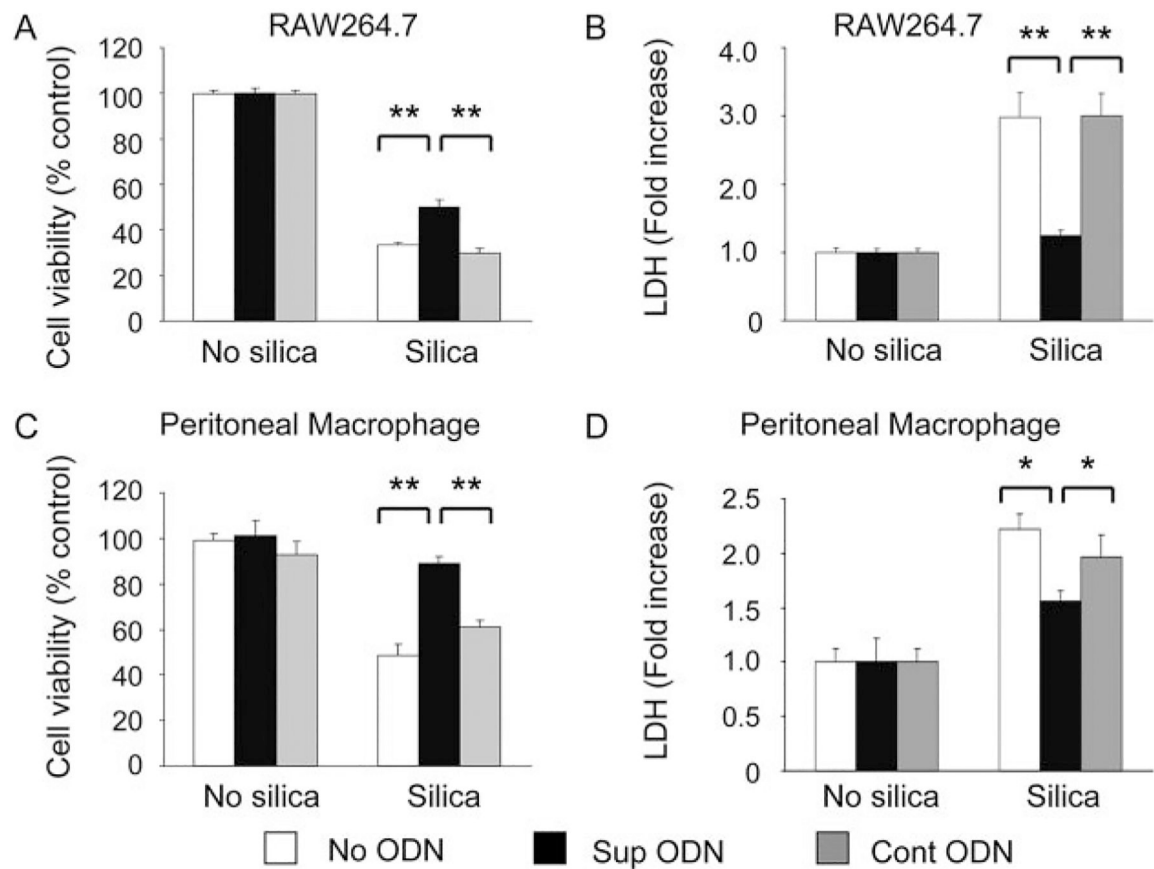 A
RAW264.7
Cell viability (% control)
120
100
80
60
40
20
0
** **
No silica Silica
B
RAW264.7
LDH (Fold increase)
4.0
3.0
2.0
1.0
0
** **
No silica Silica
C
Peritoneal Macrophage
Cell viability (% control)
120
100
80
60
40
20
0
** **
No silica Silica
D
Peritoneal Macrophage
LDH (Fold increase)
2.5
2.0
1.5
1.0
0.5
0
* *
No silica Silica
No ODN Sup ODN Cont ODN